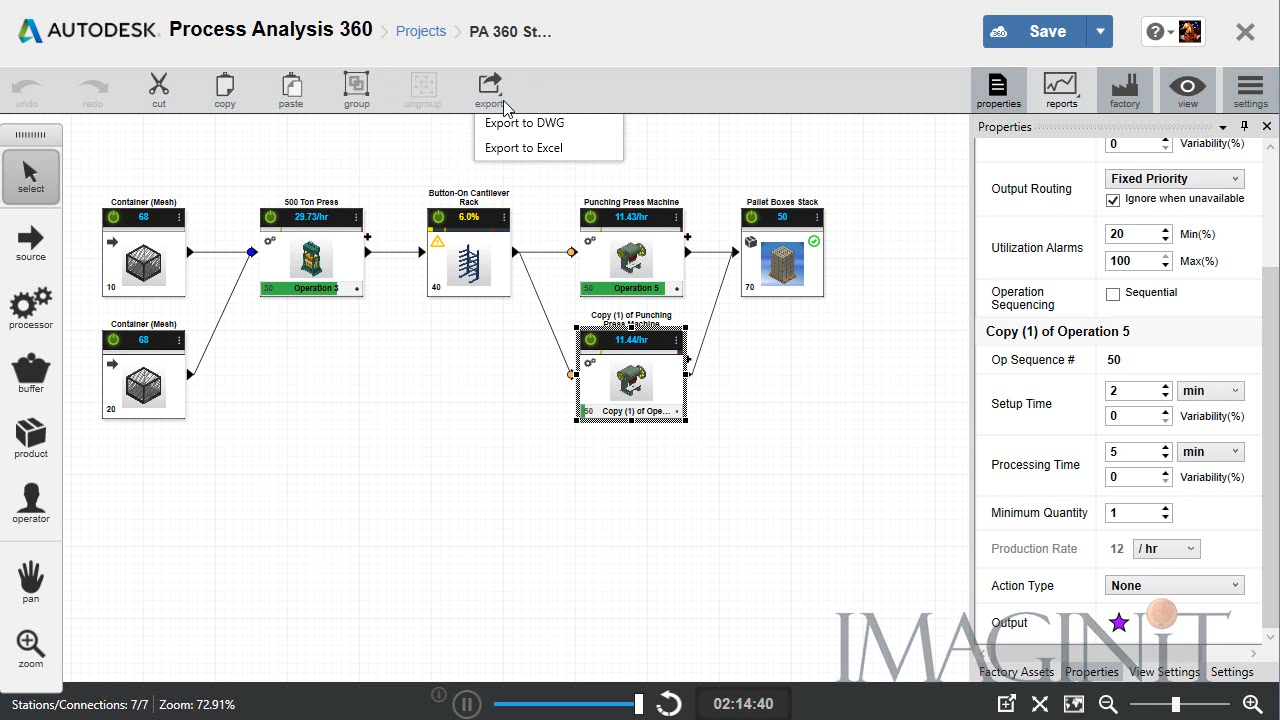 AUTODESK® Process Analysis 360 Projects PA 360 St...
360 Save ?
undo redo cut copy paste group ungroup export properties reports factory view settings
Export to DWG
Export to Excel
select
source
processor
buffer
product
operator
pan
zoom
Container (Mesh)
68
10
Container (Mesh)
68
20
500 Ton Press
29.73/hr
30 Operation 3
Button-On Cantilever
Rack
6.0%
40
Punching Press Machine
11.43/hr
50 Operation 5
Copy (1) of Punching
Press Machine
11.44/hr
50 Copy (1) of Ope...
Pallet Boxes Stack
50
70
Properties
0 Variability(%)
Output Routing Fixed Priority
Ignore when unavailable
Utilization Alarms 20 Min(%)
100 Max(%)
Operation
Sequencing Sequential
Copy (1) of Operation 5
Op Sequence # 50
Setup Time 2 min
0 Variability(%)
Processing Time 5 min
0 Variability(%)
Minimum Quantity 1
Production Rate 12 / hr
Action Type None
Output
IMAGINiT
Factory Assets Properties View Settings Settings
Stations/Connections: 7/7 Zoom: 72.91% 02:14:40